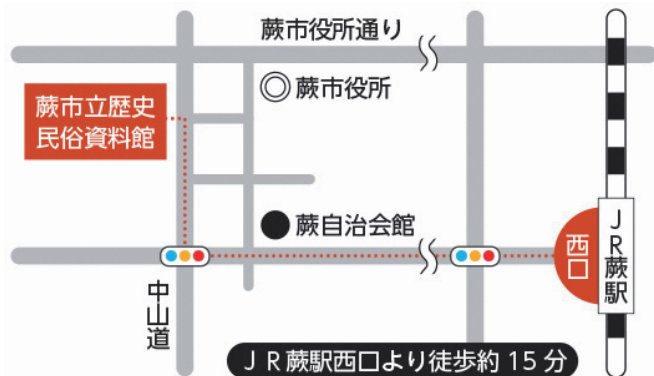 蕨市役所通り
蕨市役所
蕨市立歴史
民俗資料館
蕨自治会館
西口
JR蕨駅
中山道
JR蕨駅西口より徒歩約15分